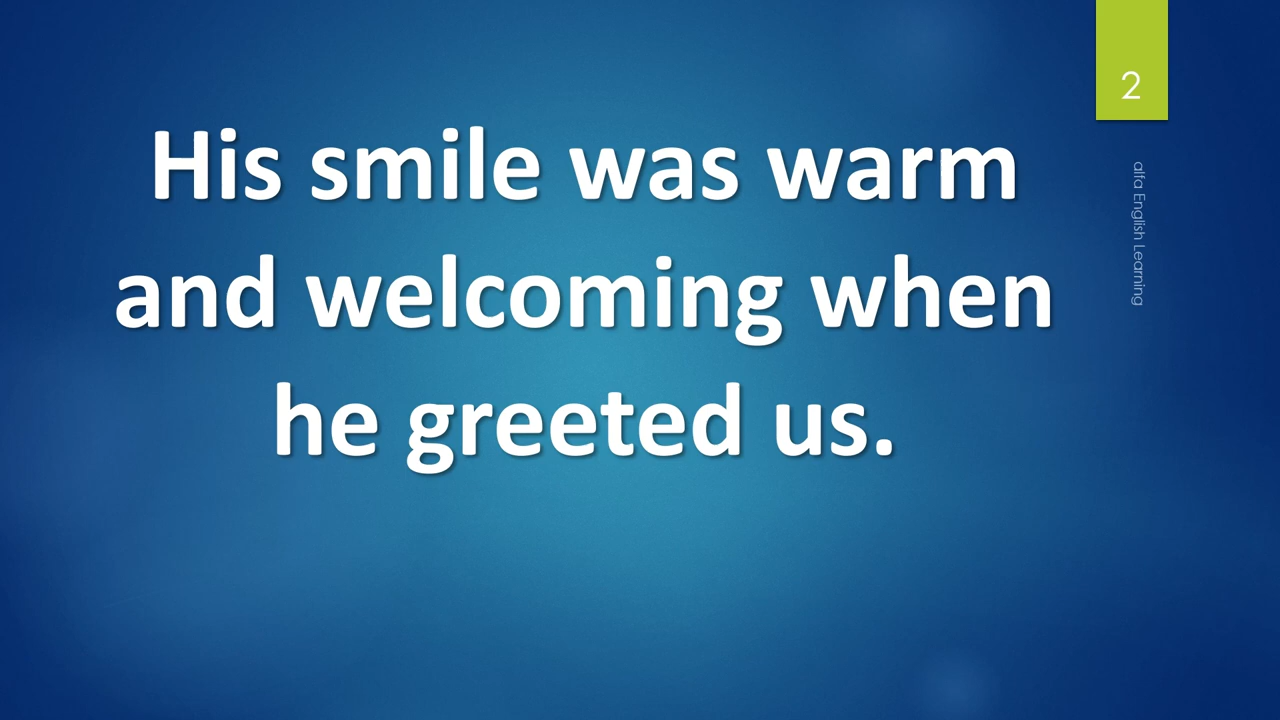 2
His smile was warm
and welcoming when
he greeted us.
alfa English Learning